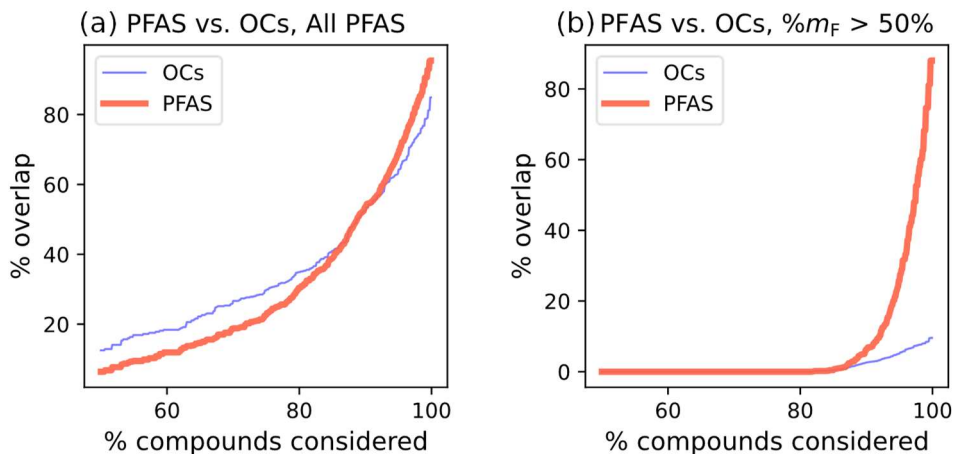 (a) PFAS vs. OCs, All PFAS
OCs
PFAS
80
60
40
20
% overlap
60 80 100
% compounds considered
(b) PFAS vs. OCs, %m_F > 50%
OCs
PFAS
80
60
40
20
0
% overlap
60 80 100
% compounds considered